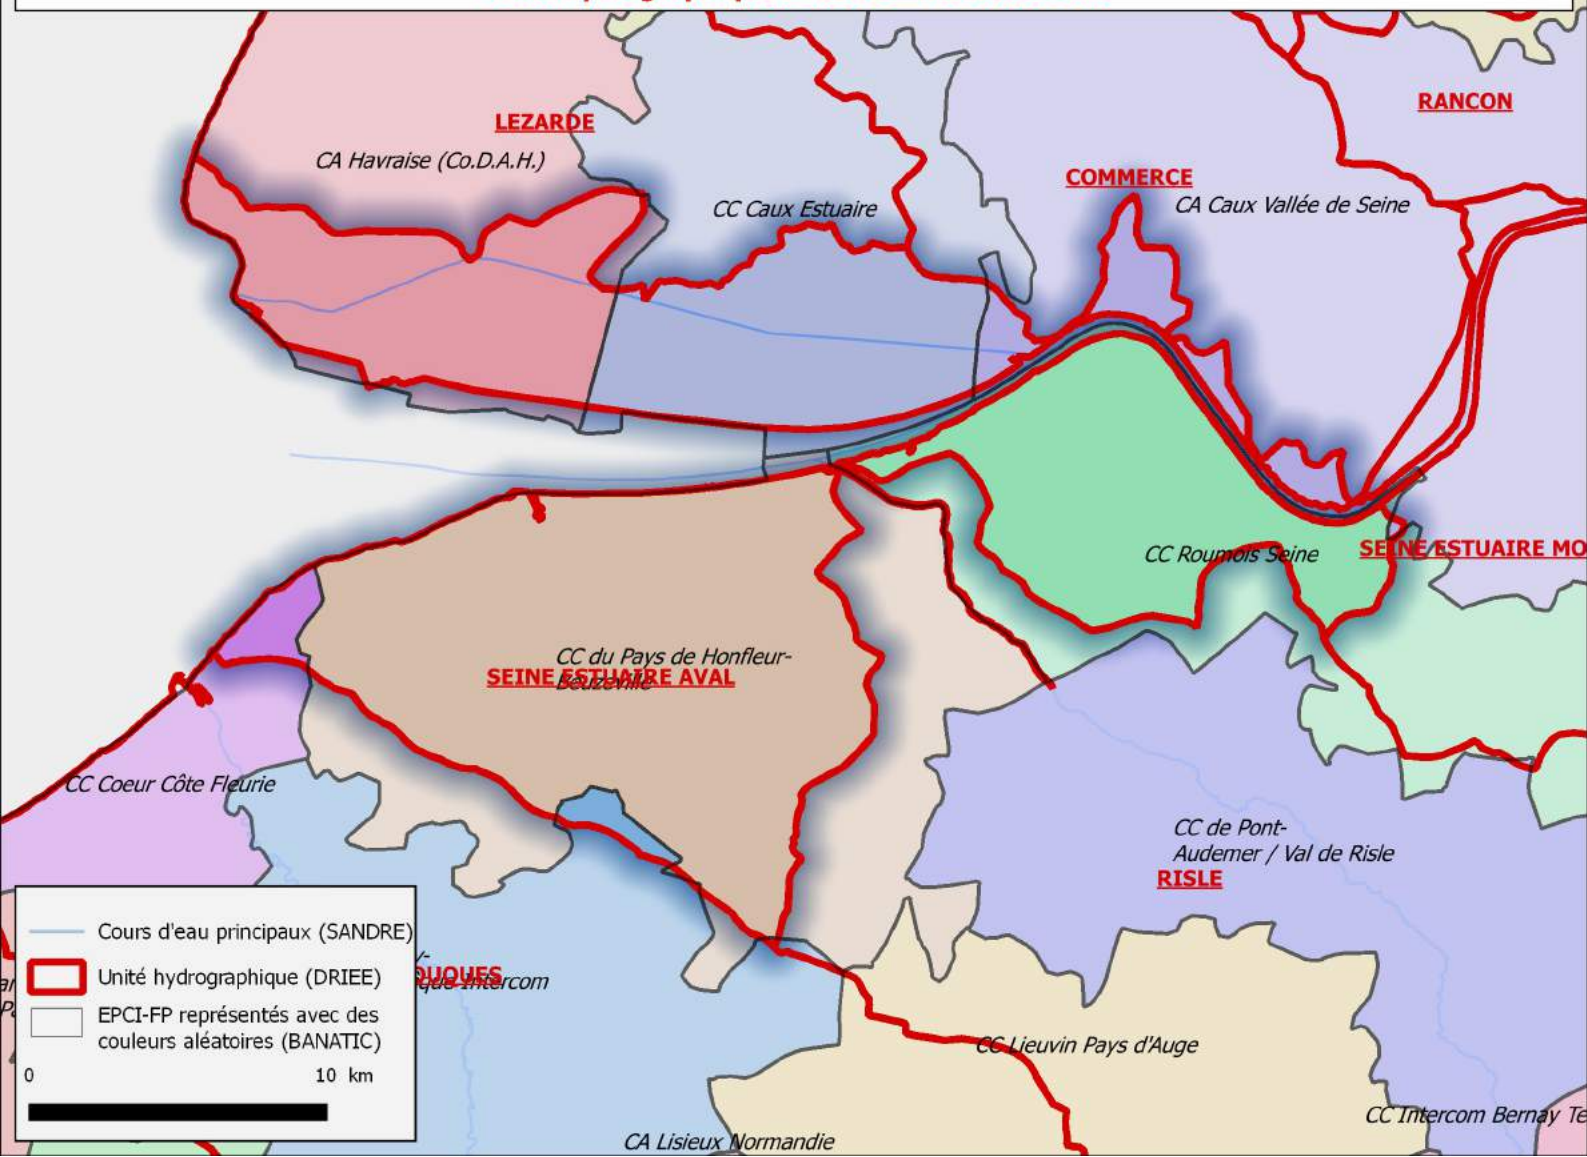 RANCON
LEZARDE
CA Havraise (Co.D.A.H.)
COMMERCE
CA Caux Vallée de Seine
CC Caux Estuaire
SEINE ESTUAIRE MO
CC Roumois Seine
CC du Pays de Honfleur-
Beuzeville
SEINE ESTUAIRE AVAL
CC Coeur Côte Fleurie
CC de Pont-
Audemer / Val de Risle
RISLE
Cours d'eau principaux (SANDRE)
Unité hydrographique (DRIEE)
EPCI-FP représentés avec des
couleurs aléatoires (BANATIC)
0 10 km
OUQUES
Intercom
CC Lieuvin Pays d'Auge
CC Intercom Bernay Te
CA Lisieux Normandie